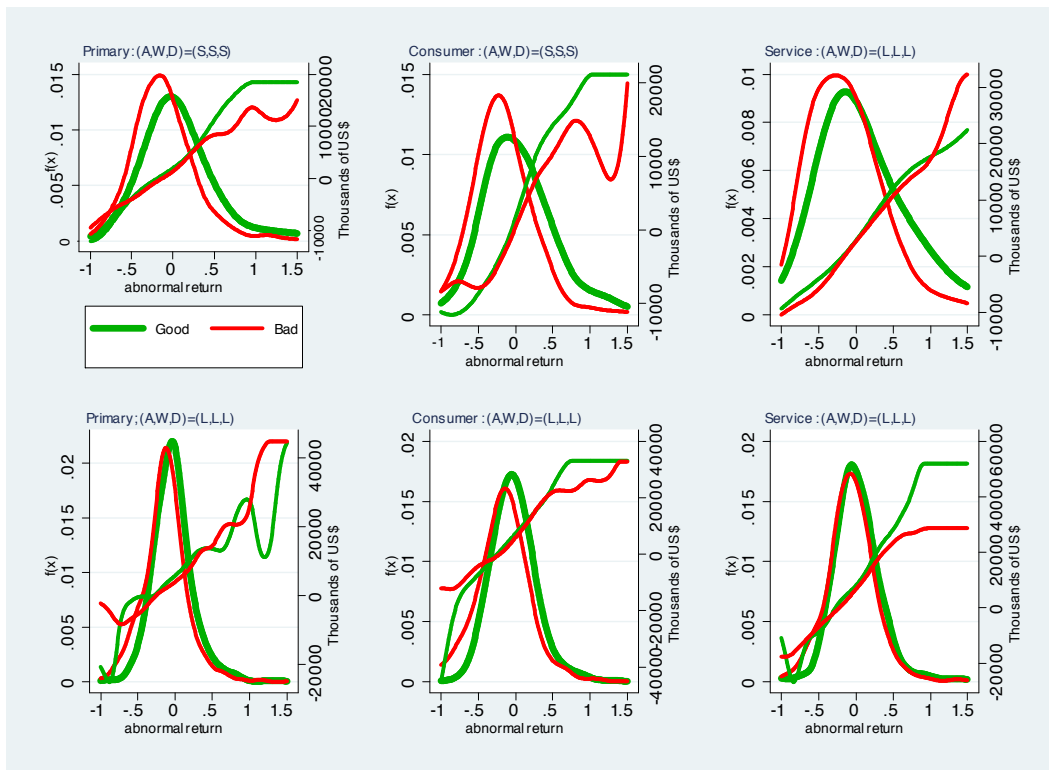 Primary: (A,W,D)=(S,S,S)
f(x)
0 .005 .01 .015
-10000 0 10000 20000
Thousands of US$
-1 -.5 0 .5 1 1.5
abnormal return
Good Bad
Consumer : (A,W,D)=(S,S,S)
f(x)
0 .005 .01 .015
-10000 0 10000 20000
Thousands of US$
-1 -.5 0 .5 1 1.5
abnormal return
Service : (A,W,D)=(L,L,L)
f(x)
0 .002 .004 .006 .008 .01
-10000 0 10000 20000 30000
Thousands of US$
-1 -.5 0 .5 1 1.5
abnormal return
Primary;(A,W,D)=(L,L,L)
f(x)
0 .005 .01 .015 .02
-20000 0 20000 40000
Thousands of US$
-1 -.5 0 .5 1 1.5
abnormal return
Consumer : (A,W,D)=(L,L,L)
f(x)
0 .005 .01 .015 .02
-40000 -20000 0 20000 40000
Thousands of US$
-1 -.5 0 .5 1 1.5
abnormal return
Service : (A,W,D)=(L,L,L)
f(x)
0 .005 .01 .015 .02
-20000 0 20000 40000 60000
Thousands of US$
-1 -.5 0 .5 1 1.5
abnormal return